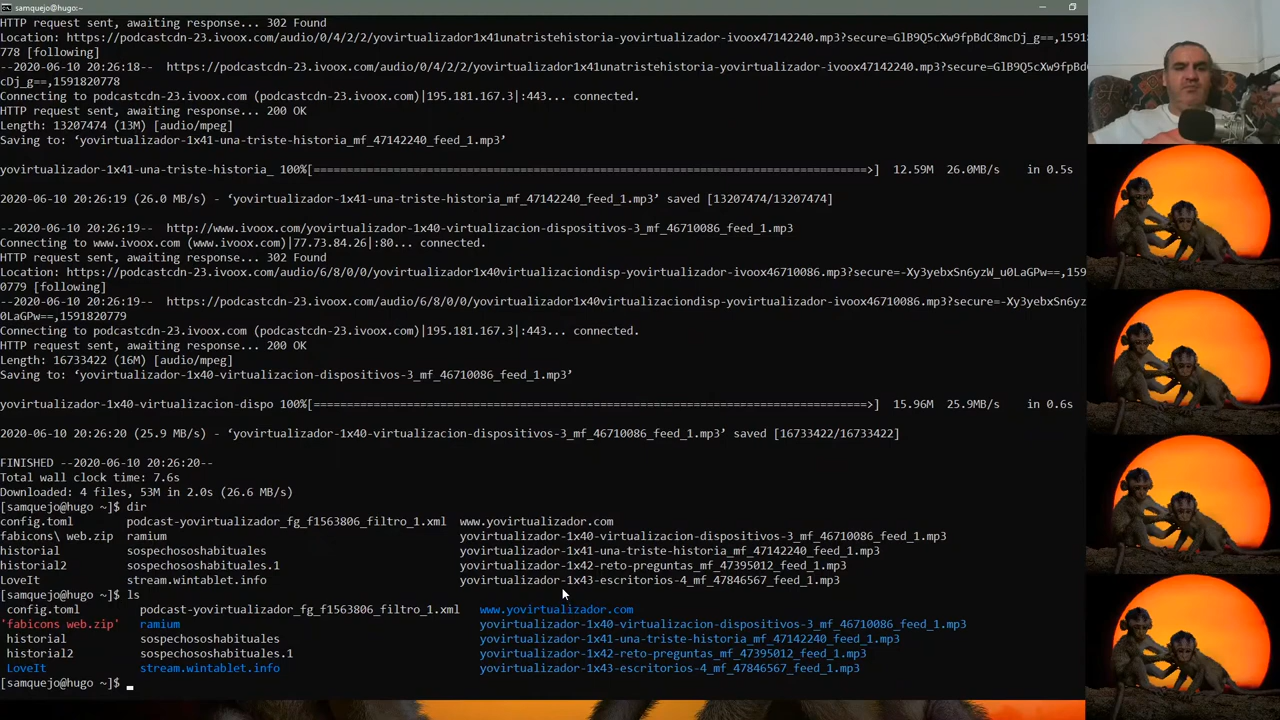 samquejo@hugo:~
HTTP request sent, awaiting response... 302 Found
Location: https://podcastcdn-23.ivoox.com/audio/0/4/2/2/yovirtualizador1x41unatristehistoria-yovirtualizador-ivoox47142240.mp3?secure=GlB9Q5cXw9fpBdC8mcDj_g==,1591820
778 [following]
--2020-06-10 20:26:18--  https://podcastcdn-23.ivoox.com/audio/0/4/2/2/yovirtualizador1x41unatristehistoria-yovirtualizador-ivoox47142240.mp3?secure=GlB9Q5cXw9fpBdC8m
cDj_g==,1591820778
Connecting to podcastcdn-23.ivoox.com (podcastcdn-23.ivoox.com)|195.181.167.3|:443... connected.
HTTP request sent, awaiting response... 200 OK
Length: 13207474 (13M) [audio/mpeg]
Saving to: ‘yovirtualizador-1x41-una-triste-historia_mf_47142240_feed_1.mp3’
yovirtualizador-1x41-una-triste-historia_ 100%[=====================================================================================>]  12.59M  26.0MB/s    in 0.5s
2020-06-10 20:26:19 (26.0 MB/s) - ‘yovirtualizador-1x41-una-triste-historia_mf_47142240_feed_1.mp3’ saved [13207474/13207474]
--2020-06-10 20:26:19--  http://www.ivoox.com/yovirtualizador-1x40-virtualizacion-dispositivos-3_mf_46710086_feed_1.mp3
Connecting to www.ivoox.com (www.ivoox.com)|77.73.84.26|:80... connected.
HTTP request sent, awaiting response... 302 Found
Location: https://podcastcdn-23.ivoox.com/audio/6/8/0/0/yovirtualizador1x40virtualizaciondisp-yovirtualizador-ivoox46710086.mp3?secure=-Xy3yebxSn6yzW_u0LaGPw==,159
0779 [following]
--2020-06-10 20:26:19--  https://podcastcdn-23.ivoox.com/audio/6/8/0/0/yovirtualizador1x40virtualizaciondisp-yovirtualizador-ivoox46710086.mp3?secure=-Xy3yebxSn6yz
0LaGPw==,1591820779
Connecting to podcastcdn-23.ivoox.com (podcastcdn-23.ivoox.com)|195.181.167.3|:443... connected.
HTTP request sent, awaiting response... 200 OK
Length: 16733422 (16M) [audio/mpeg]
Saving to: ‘yovirtualizador-1x40-virtualizacion-dispositivos-3_mf_46710086_feed_1.mp3’
yovirtualizador-1x40-virtualizacion-dispo 100%[=====================================================================================>]  15.96M  25.9MB/s    in 0.6s
2020-06-10 20:26:20 (25.9 MB/s) - ‘yovirtualizador-1x40-virtualizacion-dispositivos-3_mf_46710086_feed_1.mp3’ saved [16733422/16733422]
FINISHED --2020-06-10 20:26:20--
Total wall clock time: 7.6s
Downloaded: 4 files, 53M in 2.0s (26.6 MB/s)
[samquejo@hugo ~]$ dir
config.toml        podcast-yovirtualizador_fg_f1563806_filtro_1.xml  www.yovirtualizador.com
fabicons\ web.zip  ramium                                            yovirtualizador-1x40-virtualizacion-dispositivos-3_mf_46710086_feed_1.mp3
historial          sospechososhabituales                             yovirtualizador-1x41-una-triste-historia_mf_47142240_feed_1.mp3
historial2         sospechososhabituales.1                           yovirtualizador-1x42-reto-preguntas_mf_47395012_feed_1.mp3
LoveIt             stream.wintablet.info                             yovirtualizador-1x43-escritorios-4_mf_47846567_feed_1.mp3
[samquejo@hugo ~]$ ls
config.toml         podcast-yovirtualizador_fg_f1563806_filtro_1.xml   www.yovirtualizador.com
'fabicons web.zip'   ramium                                             yovirtualizador-1x40-virtualizacion-dispositivos-3_mf_46710086_feed_1.mp3
historial           sospechososhabituales                              yovirtualizador-1x41-una-triste-historia_mf_47142240_feed_1.mp3
historial2          sospechososhabituales.1                            yovirtualizador-1x42-reto-preguntas_mf_47395012_feed_1.mp3
LoveIt              stream.wintablet.info                              yovirtualizador-1x43-escritorios-4_mf_47846567_feed_1.mp3
[samquejo@hugo ~]$